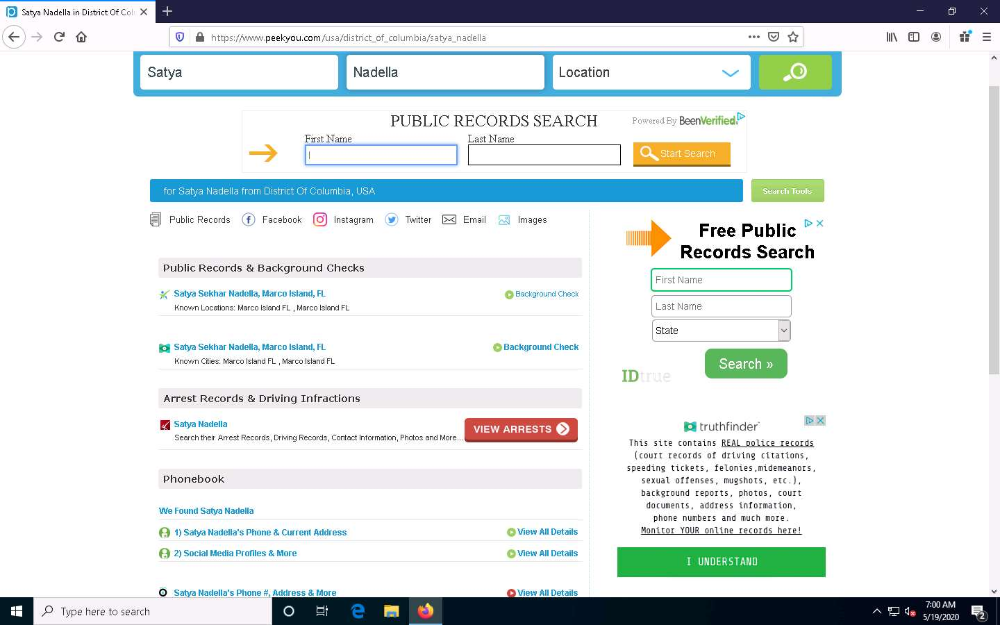 Satya Nadella in District Of Col
https://www.peekyou.com/usa/district_of_columbia/satya_nadella
Satya
Nadella
Location
PUBLIC RECORDS SEARCH
Powered By BeenVerified
First Name
Last Name
Start Search
for Satya Nadella from District Of Columbia, USA
Search Tools
Public Records
Facebook
Instagram
Twitter
Email
Images
Public Records & Background Checks
Satya Sekhar Nadella, Marco Island, FL
Background Check
Known Locations: Marco Island FL , Marco Island FL
Satya Sekhar Nadella, Marco Island, FL
Background Check
Known Cities: Marco Island FL , Marco Island FL
Arrest Records & Driving Infractions
Satya Nadella
Search their Arrest Records, Driving Records, Contact Information, Photos and More...
VIEW ARRESTS
Phonebook
We Found Satya Nadella
1) Satya Nadella's Phone & Current Address
View All Details
2) Social Media Profiles & More
View All Details
Satya Nadella's Phone #, Address & More
View All Details
Free Public
Records Search
First Name
Last Name
State
Search »
IDtrue
truthfinder
This site contains REAL police records
(court records of driving citations,
speeding tickets, felonies,midemeanors,
sexual offenses, mugshots, etc.),
background reports, photos, court
documents, address information,
phone numbers and much more.
Monitor YOUR online records here!
I UNDERSTAND
Type here to search
7:00 AM
5/19/2020
2